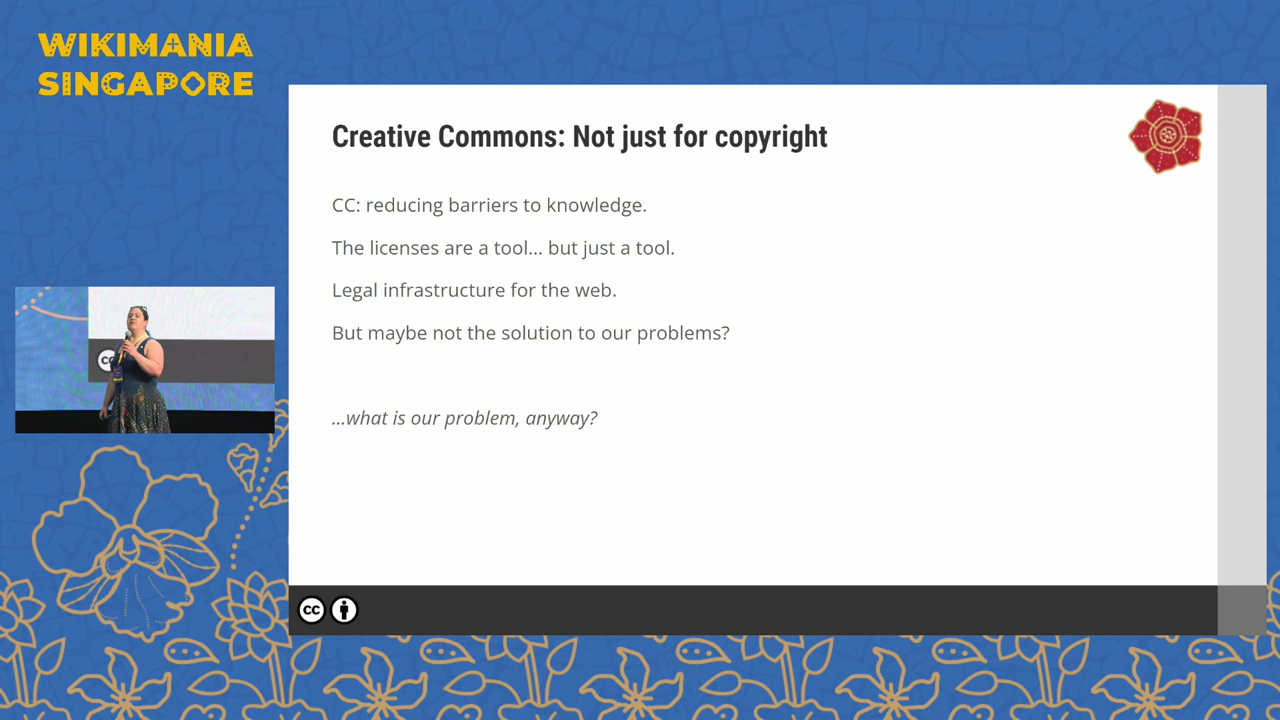 WIKIMANIA
SINGAPORE
Creative Commons: Not just for copyright
CC: reducing barriers to knowledge.
The licenses are a tool... but just a tool.
Legal infrastructure for the web.
But maybe not the solution to our problems?
...what is our problem, anyway?
cc
cc